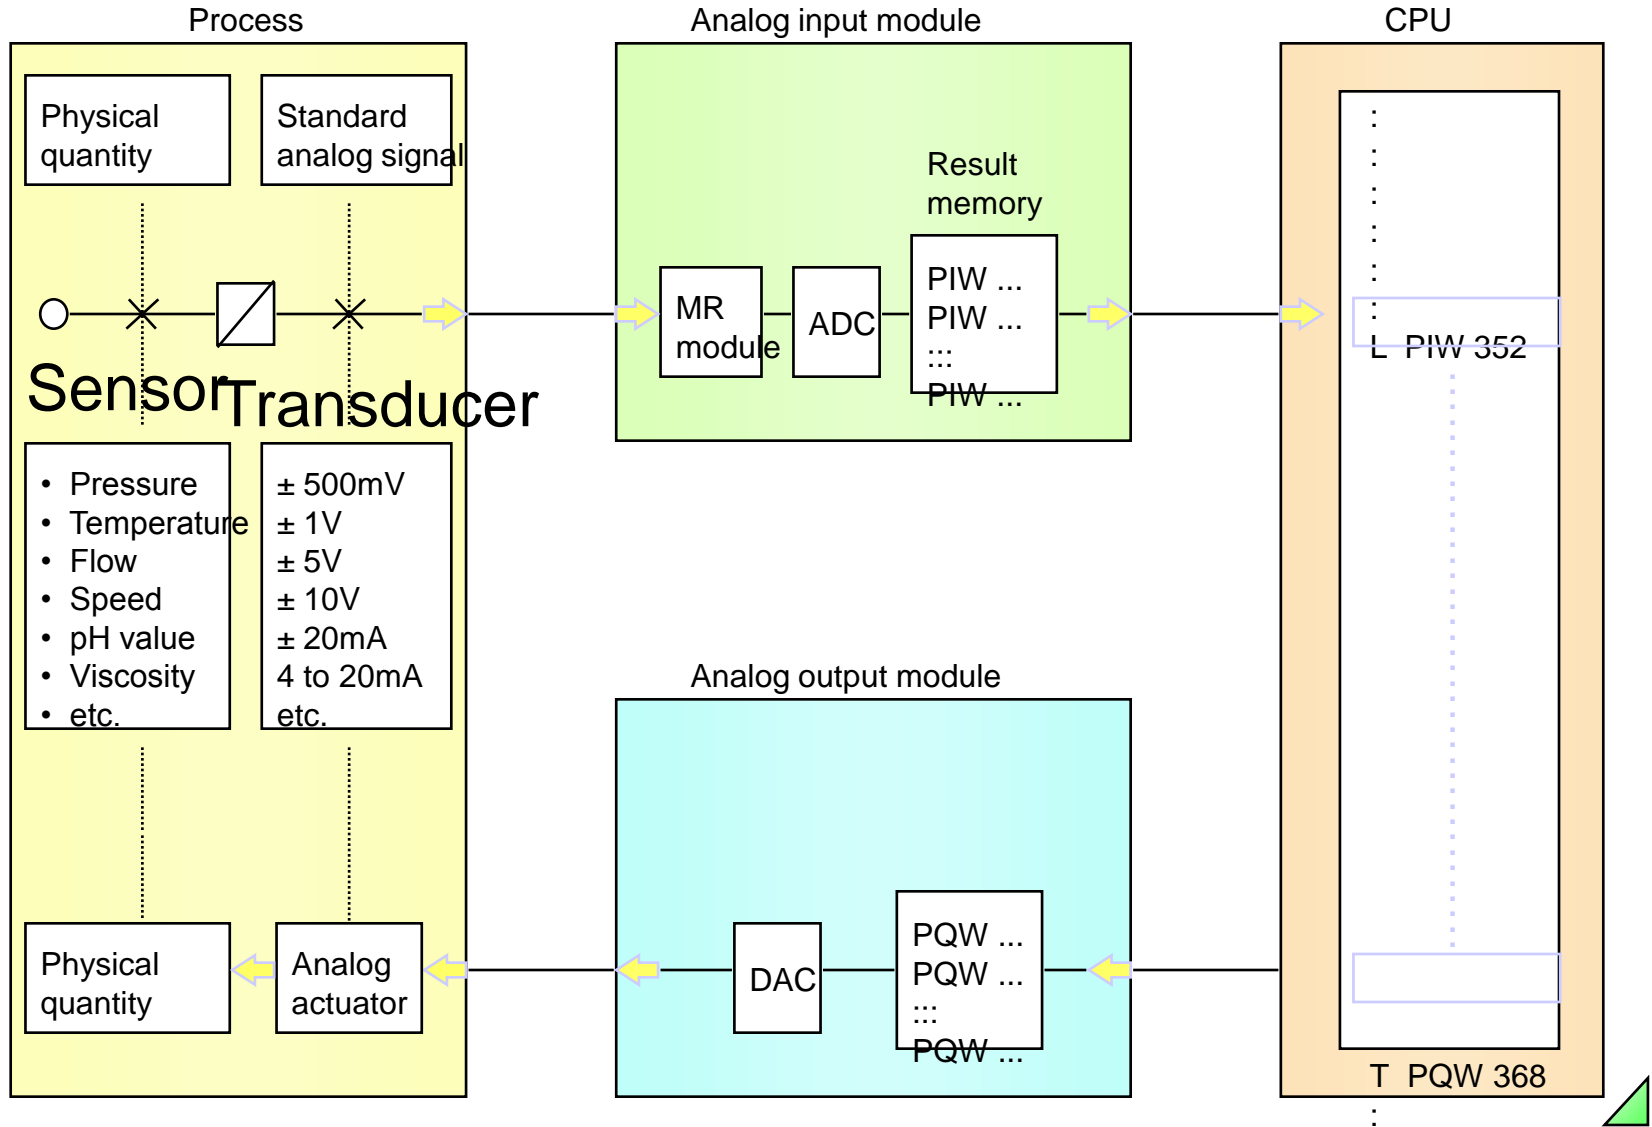 Process
Physical
quantity
Standard
analog signal
Sensor
Transducer
• Pressure
• Temperature
• Flow
• Speed
• pH value
• Viscosity
• etc.
± 500mV
± 1V
± 5V
± 10V
± 20mA
4 to 20mA
etc.
Physical
quantity
Analog
actuator
Analog input module
MR
module
ADC
Result
memory
PIW ...
PIW ...
:::
PIW ...
Analog output module
DAC
PQW ...
PQW ...
:::
PQW ...
CPU
:
:
:
:
:
:
L PIW 352
T PQW 368
: